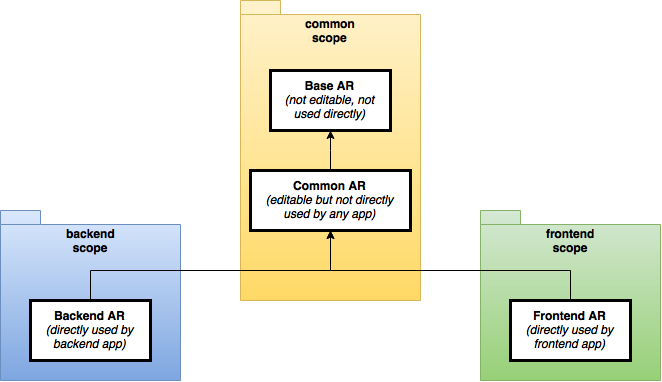 common
scope
Base AR
(not editable, not
used directly)
Common AR
(editable but not directly
used by any app)
backend
scope
frontend
scope
Backend AR
(directly used by
backend app)
Frontend AR
(directly used by
frontend app)